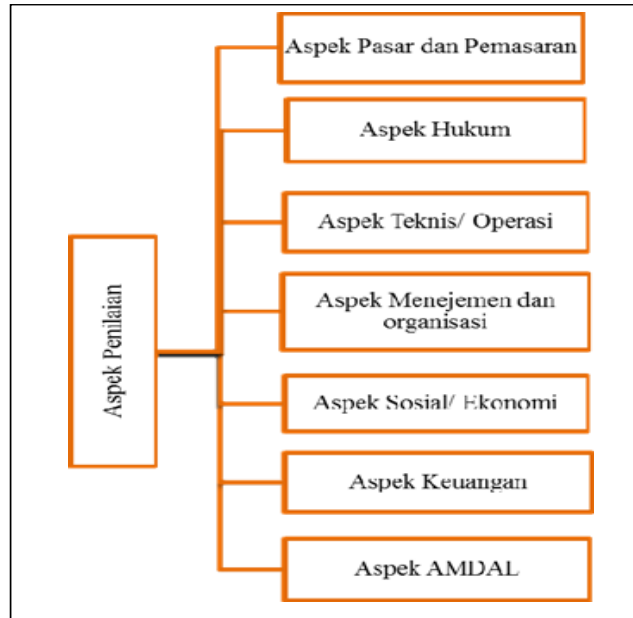 Aspek Pasar dan Pemasaran
Aspek Hukum
Aspek Teknis/ Operasi
Aspek Menejemen dan
organisasi
Aspek Penilaian
Aspek Sosial/ Ekonomi
Aspek Keuangan
Aspek AMDAL